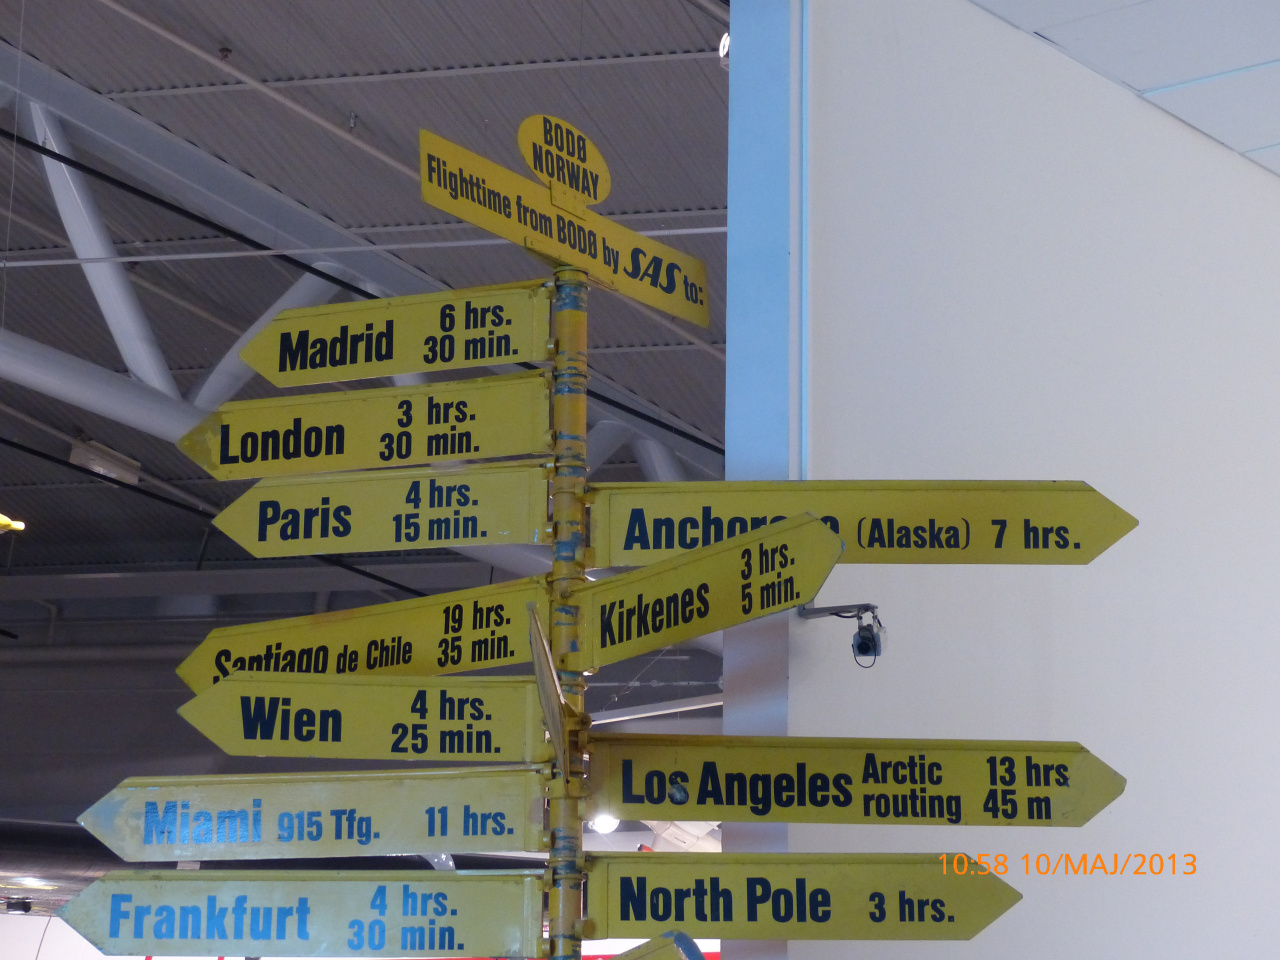 BODØ
NORWAY
Flighttime from BODØ by SAS to:
Madrid 6 hrs.
30 min.
London 3 hrs.
30 min.
Paris 4 hrs.
15 min.
Anchorage (Alaska) 7 hrs.
Kirkenes 3 hrs.
5 min.
Santiago de Chile 19 hrs.
35 min.
Wien 4 hrs.
25 min.
Los Angeles Arctic routing 13 hrs
45 m
Miami 915 Tfg. 11 hrs.
North Pole 3 hrs.
Frankfurt 4 hrs.
30 min.
10:58 10/MAJ/2013